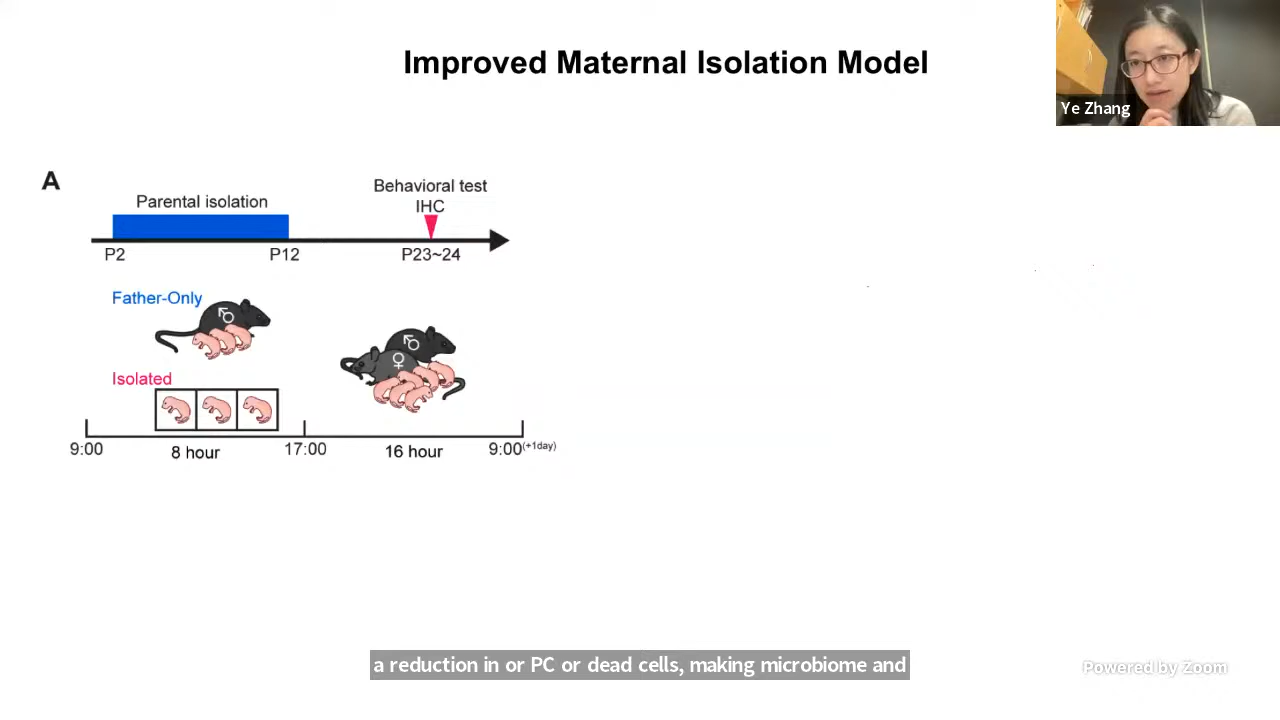 Improved Maternal Isolation Model
Ye Zhang
A
Parental isolation
Behavioral test
IHC
P2
P12
P23~24
Father-Only
♂
♂
♀
Isolated
9:00
8 hour
17:00
16 hour
9:00(+1day)
a reduction in or PC or dead cells, making microbiome and
Powered by Zoom